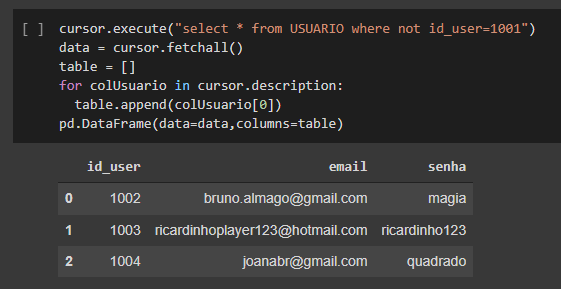 [ ] cursor.execute("select * from USUARIO where not id_user=1001")
data = cursor.fetchall()
table = []
for colUsuario in cursor.description:
  table.append(colUsuario[0])
pd.DataFrame(data=data,columns=table)
id_user email senha
0 1002 bruno.almago@gmail.com magia
1 1003 ricardinhoplayer123@hotmail.com ricardinho123
2 1004 joanabr@gmail.com quadrado